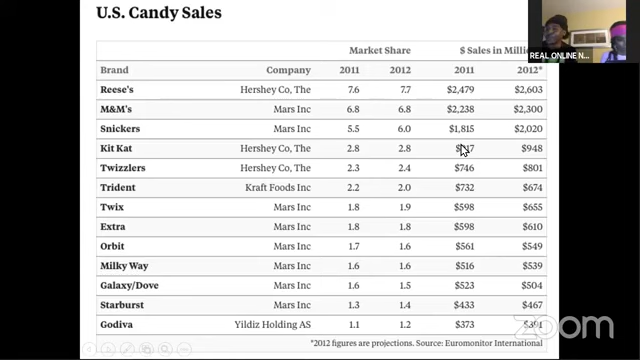 U.S. Candy Sales
REAL ONLINE N...
Market Share $ Sales in
Brand Company 2011 2012 2011 2012*
Reese's Hershey Co, The 7.6 7.7 $2,479 $2,603
M&M's Mars Inc 6.8 6.8 $2,238 $2,300
Snickers Mars Inc 5.5 6.0 $1,815 $2,020
Kit Kat Hershey Co, The 2.8 2.8 $948
Twizzlers Hershey Co, The 2.3 2.4 $746 $801
Trident Kraft Foods Inc 2.2 2.0 $732 $674
Twix Mars Inc 1.8 1.9 $598 $655
Extra Mars Inc 1.8 1.8 $598 $610
Orbit Mars Inc 1.7 1.6 $561 $549
Milky Way Mars Inc 1.6 1.6 $516 $539
Galaxy/Dove Mars Inc 1.6 1.5 $523 $504
Starburst Mars Inc 1.3 1.4 $433 $467
Godiva Yildiz Holding AS 1.1 1.2 $373 $391
zoom
*2012 figures are projections. Source: Euromonitor International